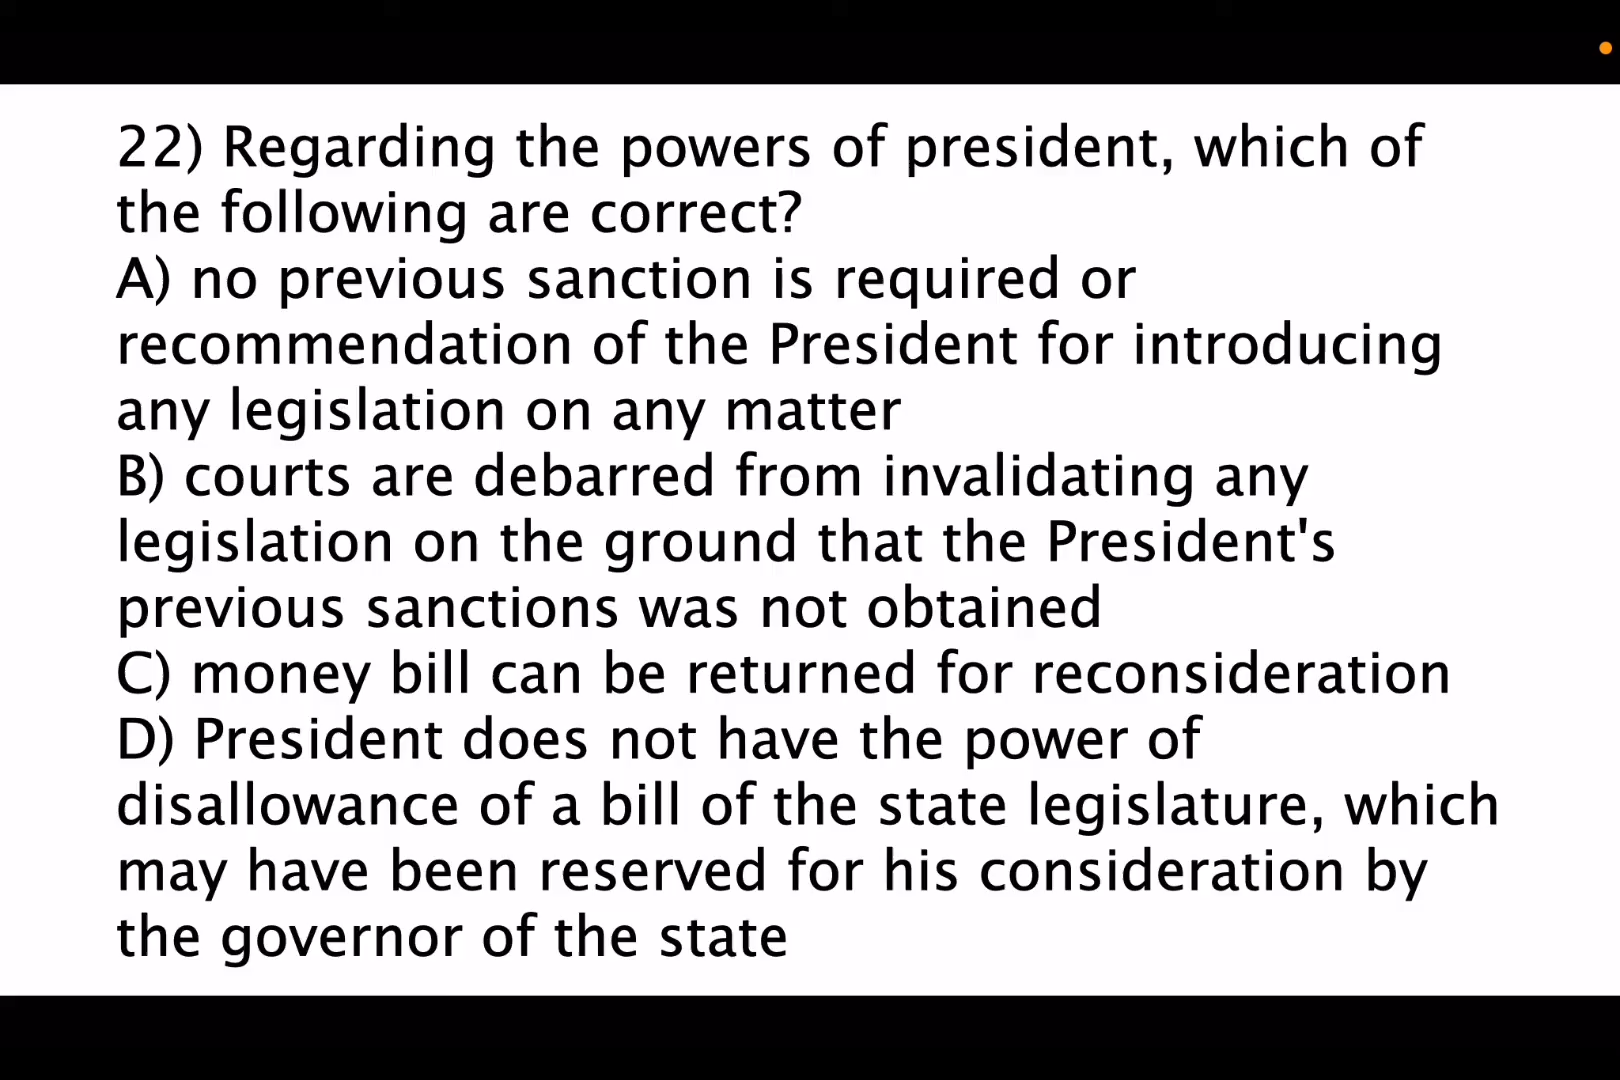 22) Regarding the powers of president, which of
the following are correct?
A) no previous sanction is required or
recommendation of the President for introducing
any legislation on any matter
B) courts are debarred from invalidating any
legislation on the ground that the President's
previous sanctions was not obtained
C) money bill can be returned for reconsideration
D) President does not have the power of
disallowance of a bill of the state legislature, which
may have been reserved for his consideration by
the governor of the state